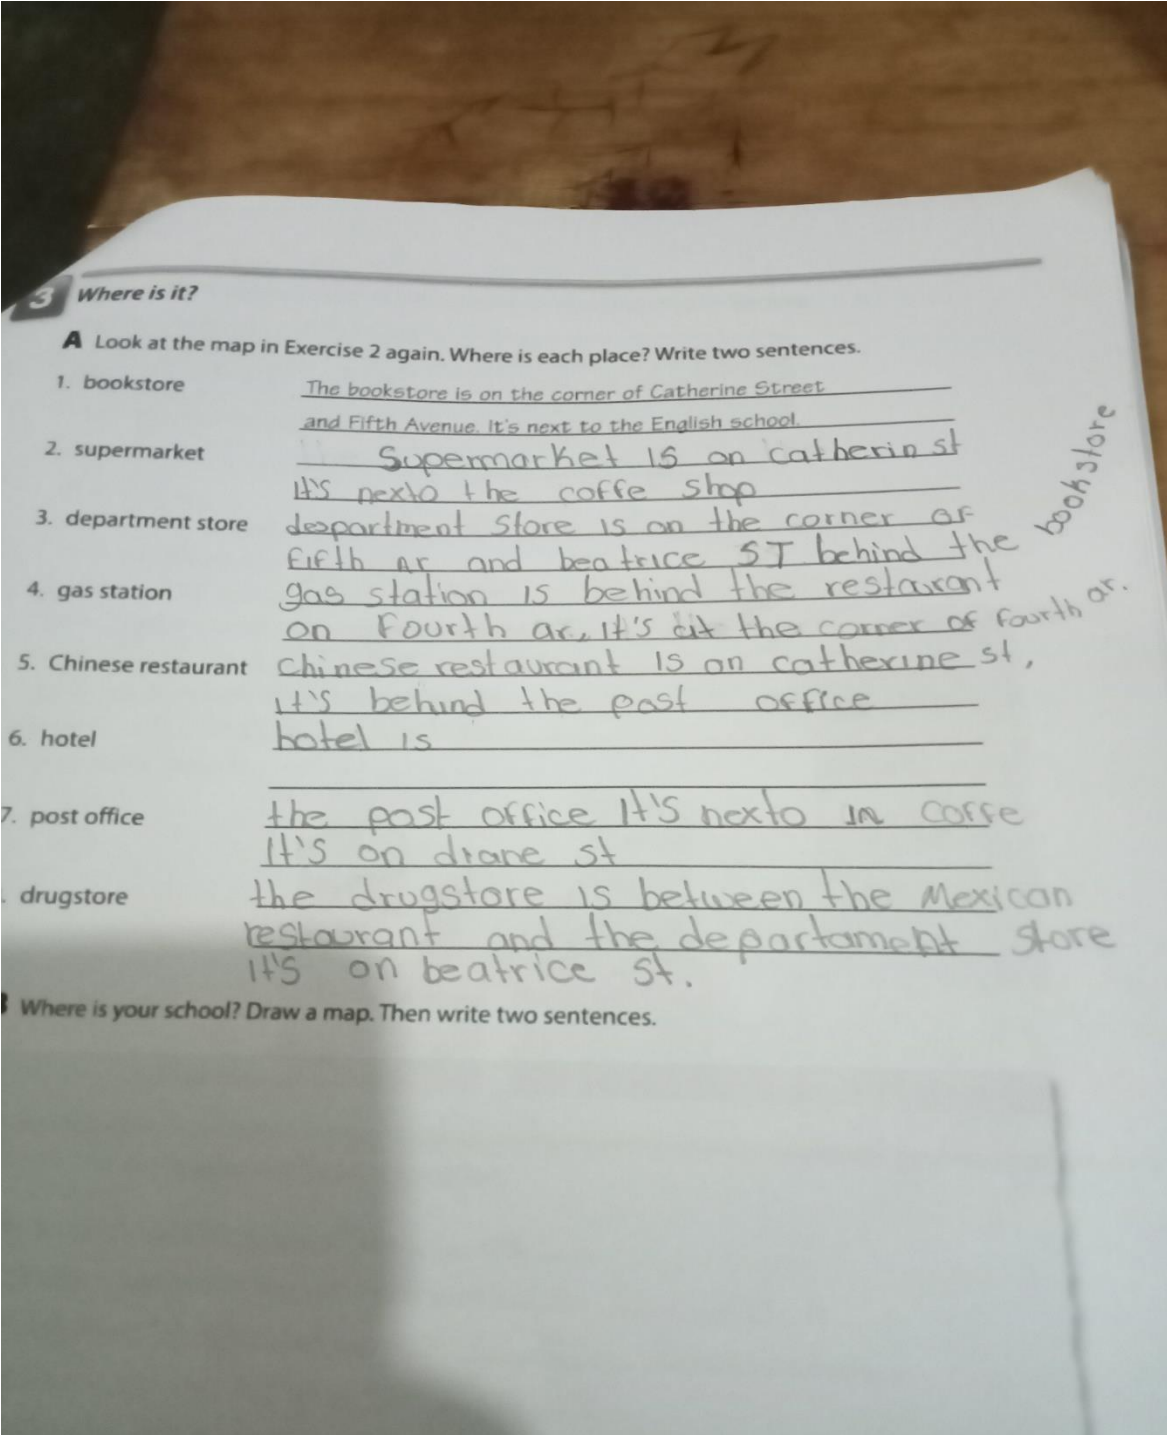 3 Where is it?
A Look at the map in Exercise 2 again. Where is each place? Write two sentences.
1. bookstore The bookstore is on the corner of Catherine Street
and Fifth Avenue. It's next to the English school.
2. supermarket Supermarket is on catherin st
It's nexto the coffe shop
3. department store department store is on the corner of
fifth ar and beatrice ST behind the bookstore
4. gas station gas station is behind the restaurant
on Fourth ar., It's at the corner of fourth ar.
5. Chinese restaurant chinese restaurant is on catherine st,
it's behind the post office
6. hotel hotel is
7. post office the post office It's nexto in coffe
It's on diane st
. drugstore the drugstore is between the Mexican
restaurant and the departament store
it's on beatrice st.
Where is your school? Draw a map. Then write two sentences.